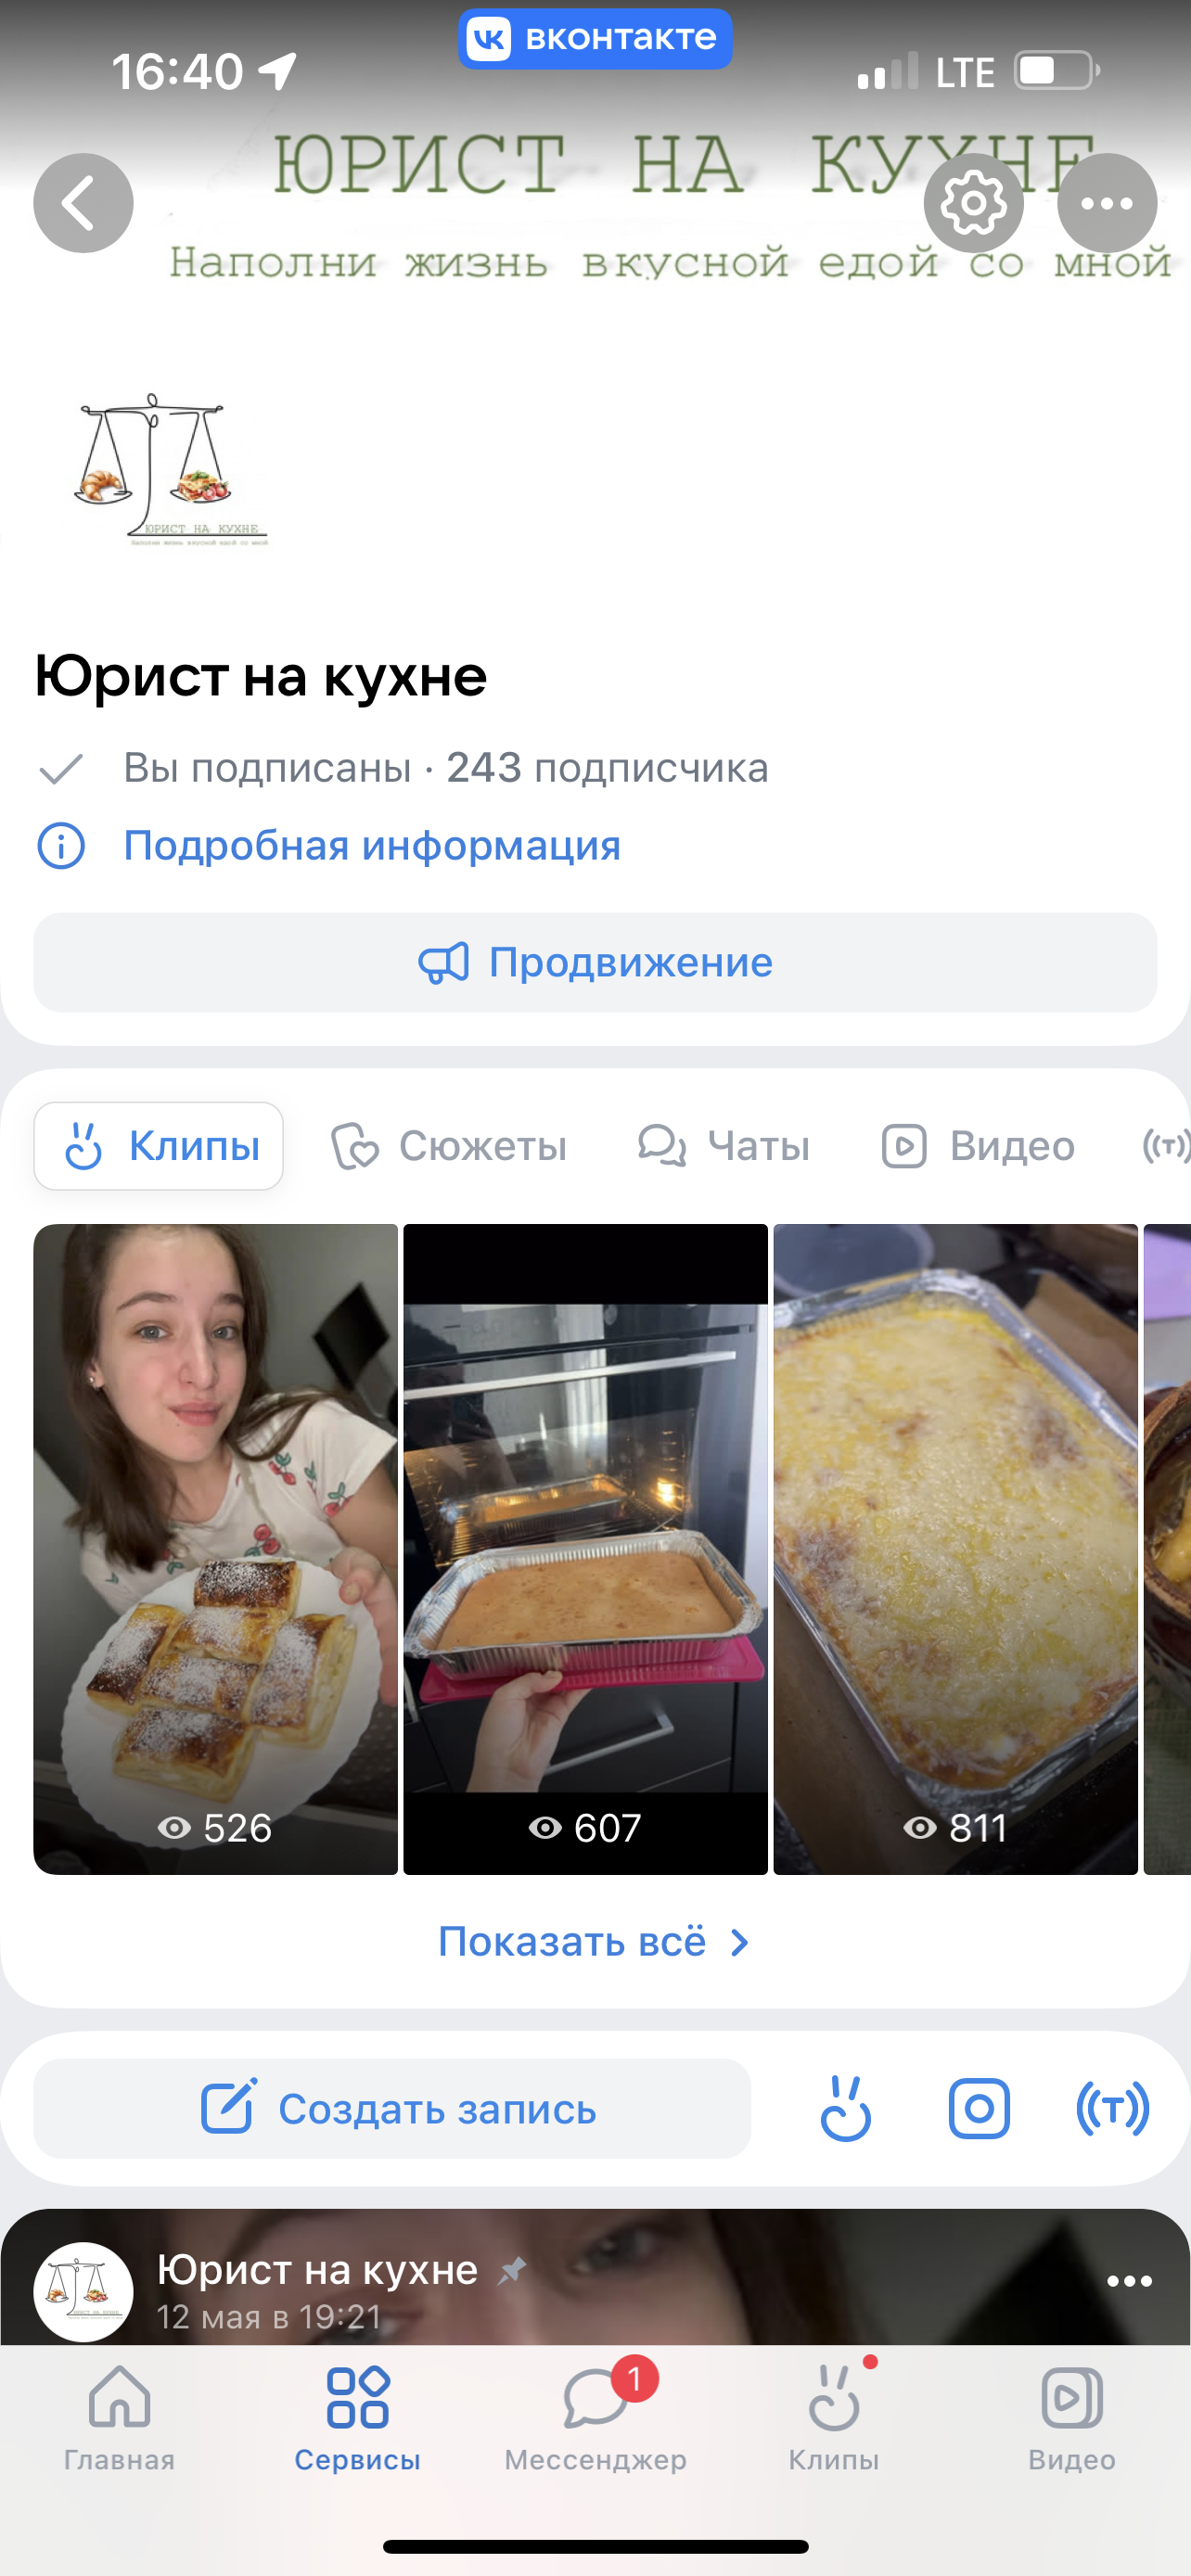 вконтакте
16:40
LTE
ЮРИСТ НА КУХНЕ
Наполни жизнь вкусной едой со мной
ЮРИСТ НА КУХНЕ
Наполни жизнь вкусной едой со мной
Юрист на кухне
Вы подписаны · 243 подписчика
Подробная информация
Продвижение
Клипы Сюжеты Чаты Видео
526 607 811
Показать всё
Создать запись
Юрист на кухне
12 мая в 19:21
1
Главная Сервисы Мессенджер Клипы Видео